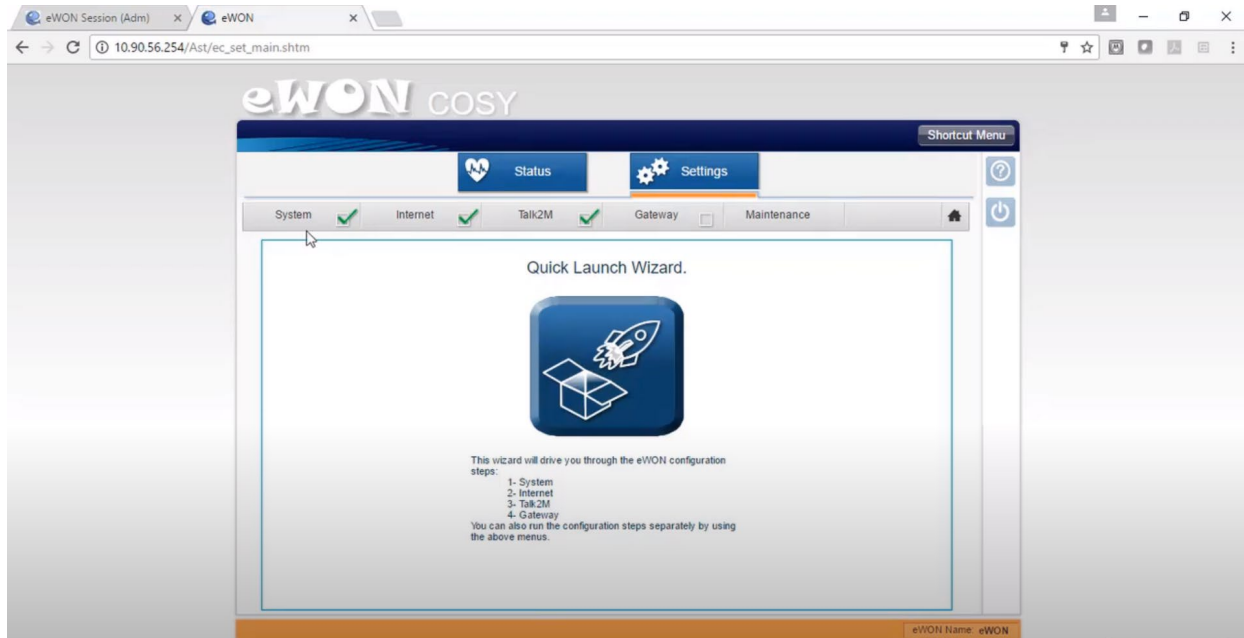 eWON Session (Adm)
eWON
10.90.56.254/Ast/ec_set_main.shtm
eWON COSY
Shortcut Menu
Status
Settings
System
Internet
Talk2M
Gateway
Maintenance
Quick Launch Wizard.
This wizard will drive you through the eWON configuration
steps:
1- System
2- Internet
3- Talk2M
4- Gateway
You can also run the configuration steps separately by using
the above menus.
eWON Name: eWON